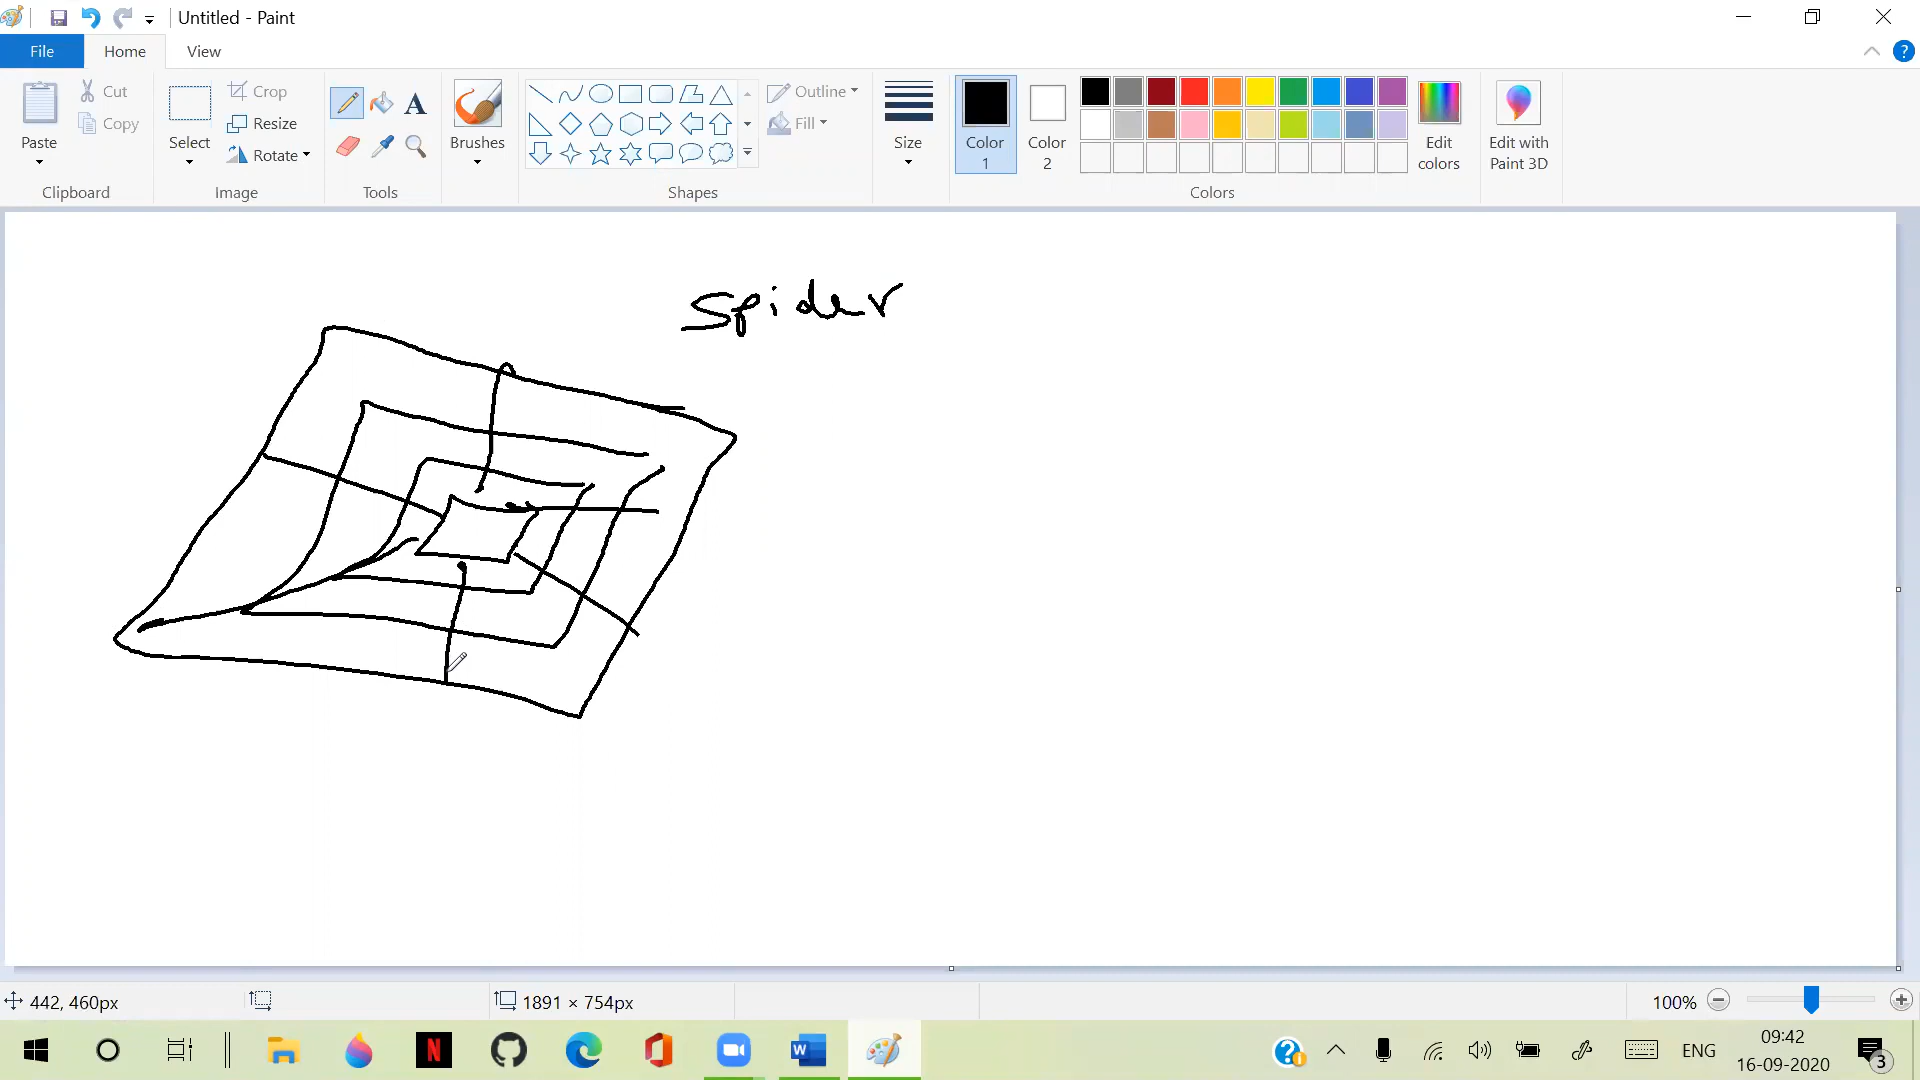 Untitled - Paint
File
Home
View
?
Paste
Cut
Copy
Clipboard
Select
Crop
Resize
Rotate
Image
A
Tools
Brushes
Shapes
Outline
Fill
Size
Color
1
Color
2
Edit
colors
Colors
Edit with
Paint 3D
Spider
442, 460px
1891 × 754px
100%
N
W
?
ENG
09:42
16-09-2020
3